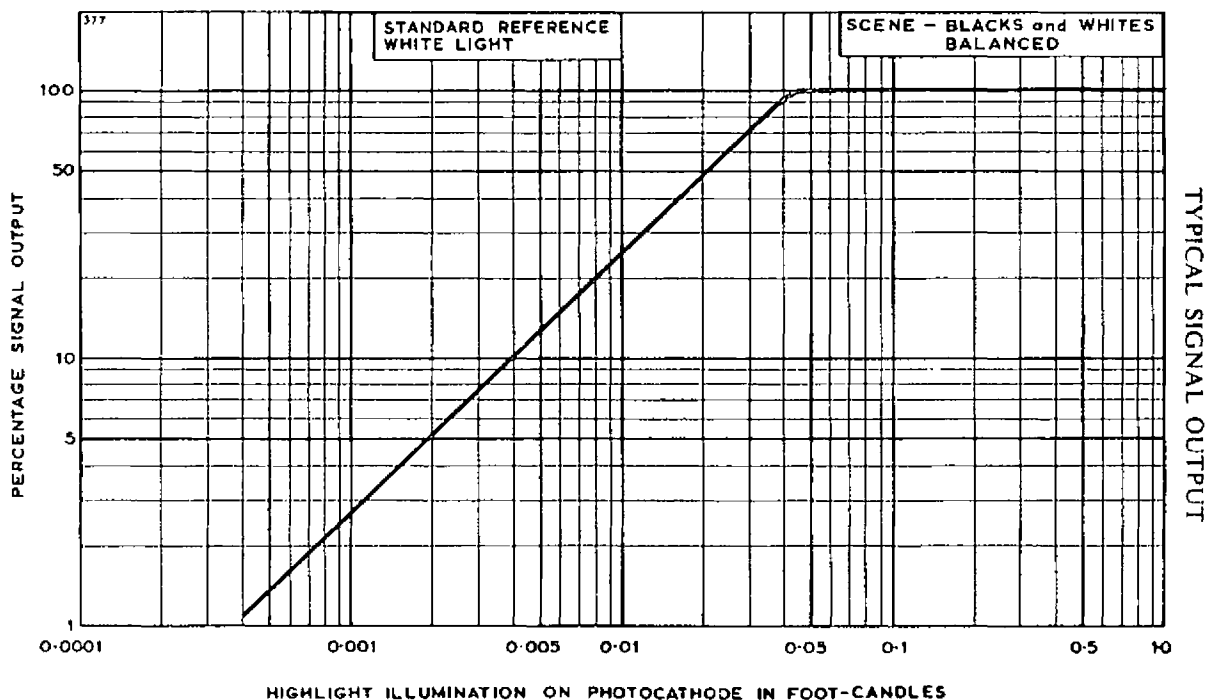 377
STANDARD REFERENCE
WHITE LIGHT
SCENE - BLACKS and WHITES
BALANCED
100
50
10
5
1
PERCENTAGE SIGNAL OUTPUT
TYPICAL SIGNAL OUTPUT
0·0001
0·001
0·005
0·01
0·05
0·1
0·5
1·0
HIGHLIGHT ILLUMINATION ON PHOTOCATHODE IN FOOT-CANDLES